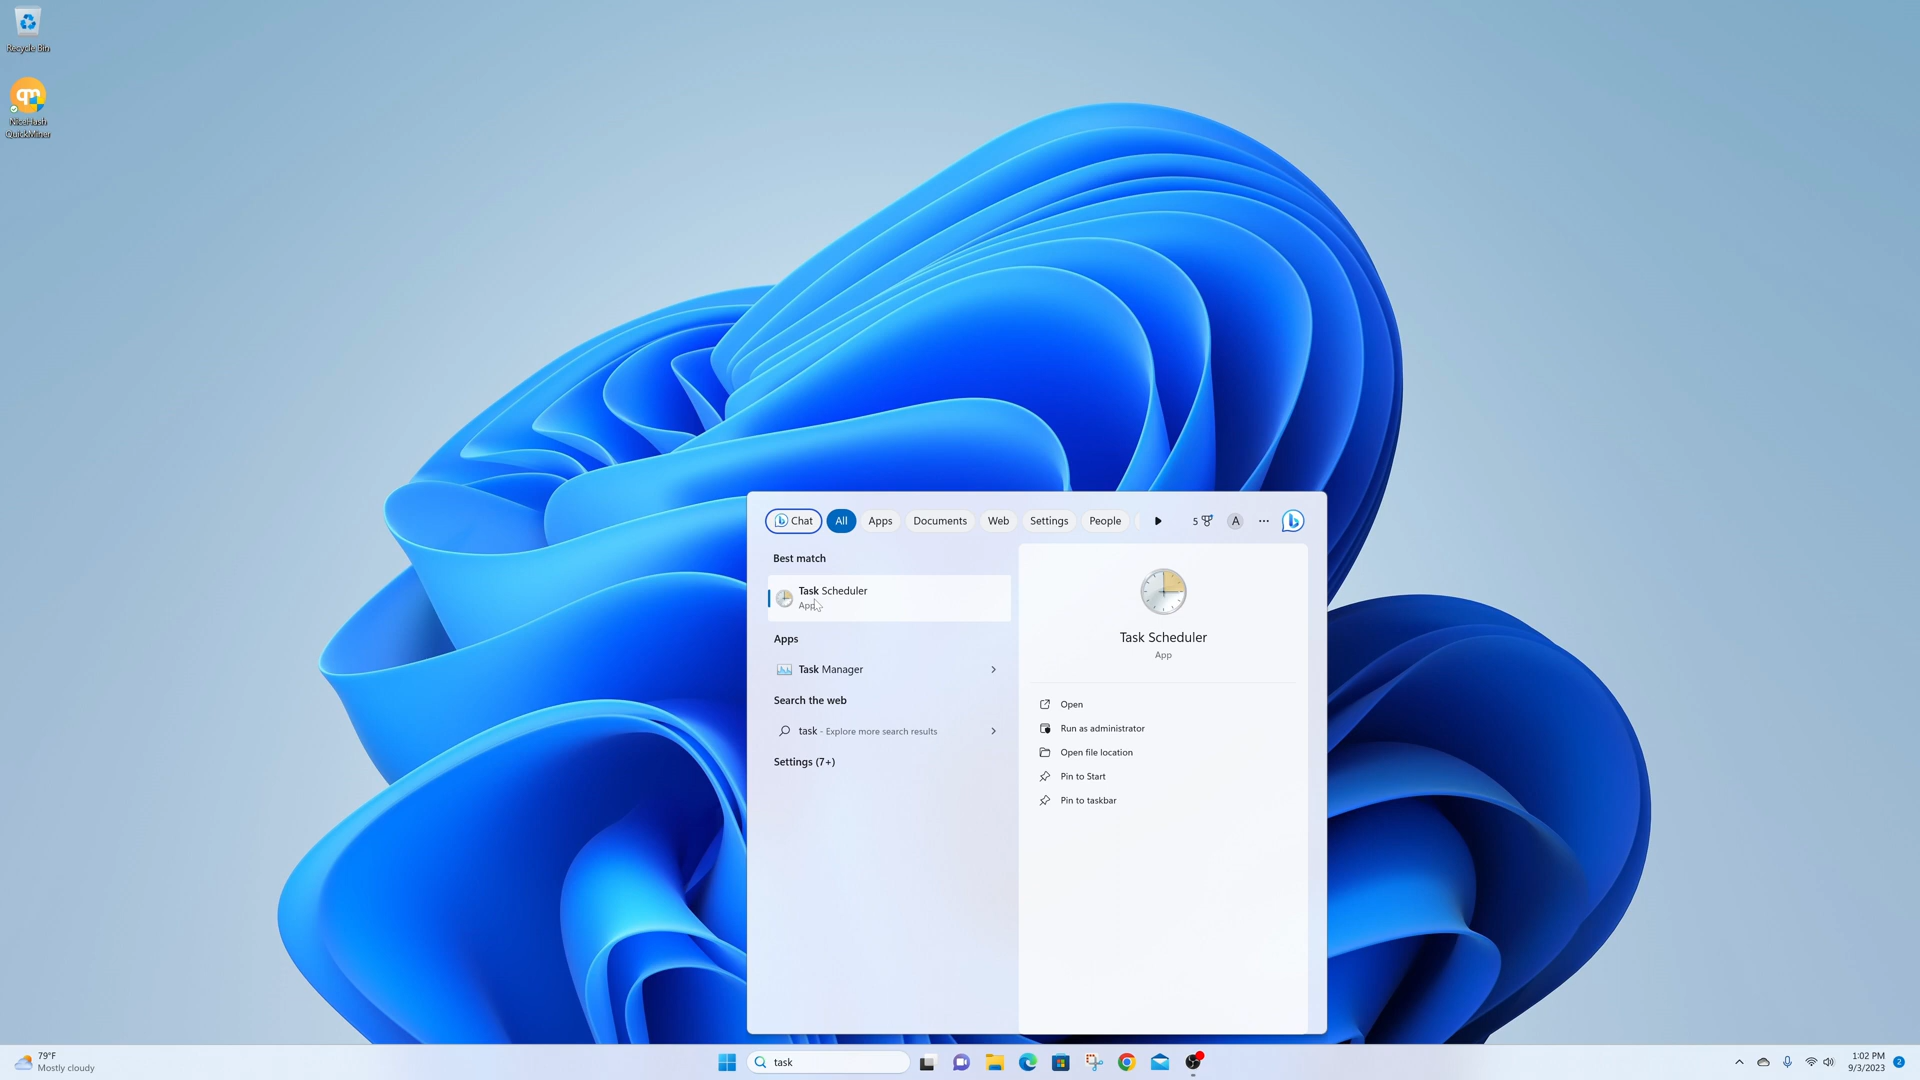 Recycle Bin
NiceHash
QuickMiner
Chat
All
Apps
Documents
Web
Settings
People
5
A
Best match
Task Scheduler
App
Apps
Task Manager
Search the web
task - Explore more search results
Settings (7+)
Task Scheduler
App
Open
Run as administrator
Open file location
Pin to Start
Pin to taskbar
79°F
Mostly cloudy
task
1:02 PM
9/3/2023
2